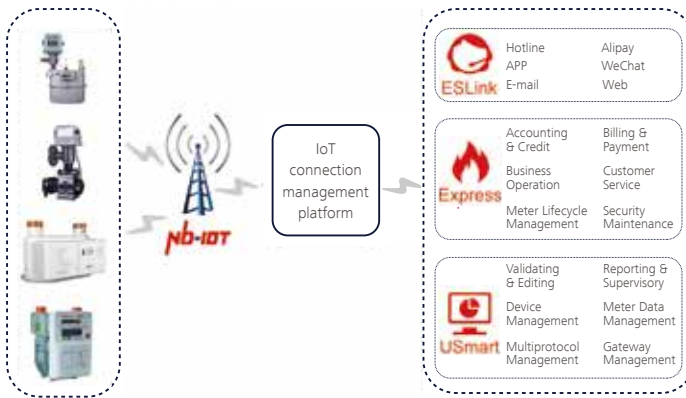 NB-IOT
IoT
connection
management
platform
ESLink
Hotline
Alipay
APP
WeChat
E-mail
Web
Express
Accounting
& Credit
Billing &
Payment
Business
Operation
Customer
Service
Meter Lifecycle
Management
Security
Maintenance
USmart
Validating
& Editing
Reporting &
Supervisory
Device
Management
Meter Data
Management
Multiprotocol
Management
Gateway
Management